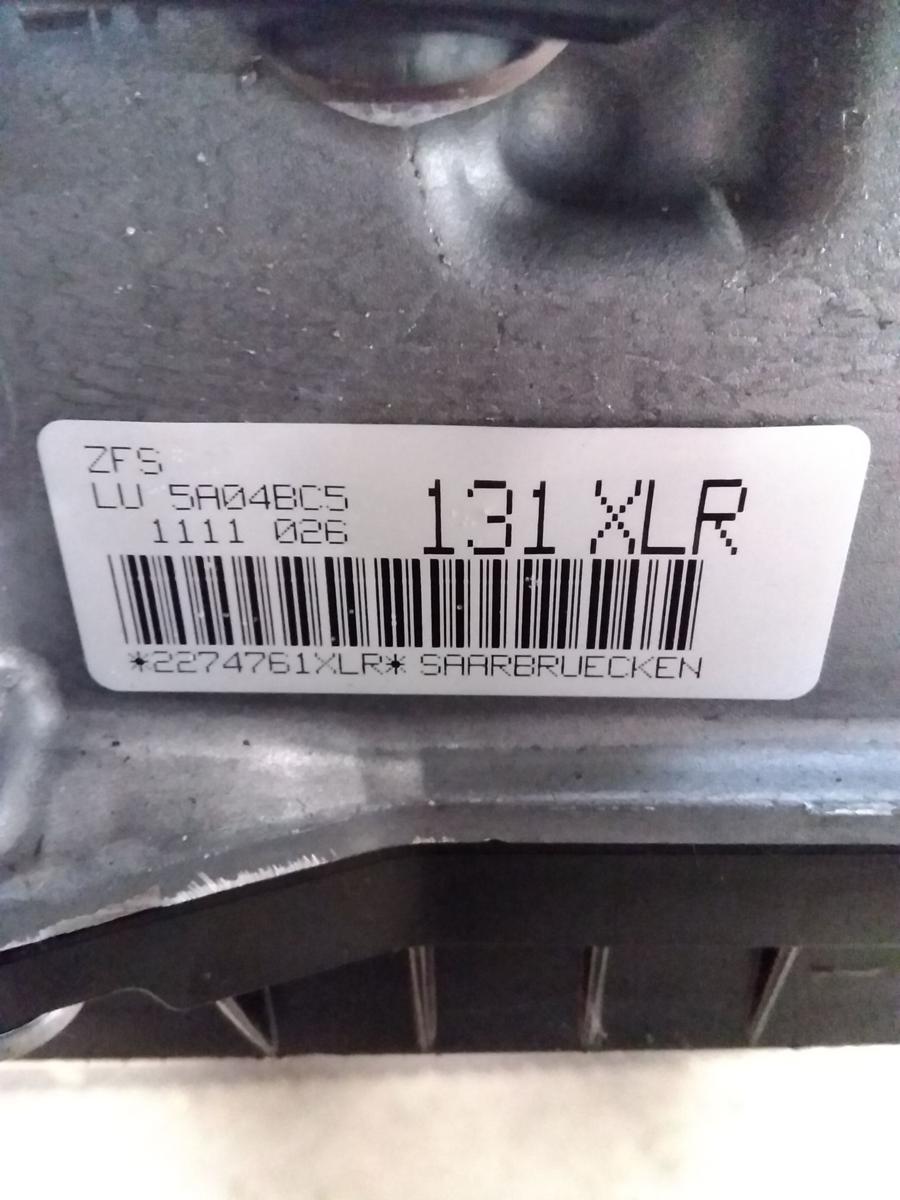 ZFS
LU 5A04BC5
1111 026
131 XLR
*2274761XLR* SAARBRUECKEN